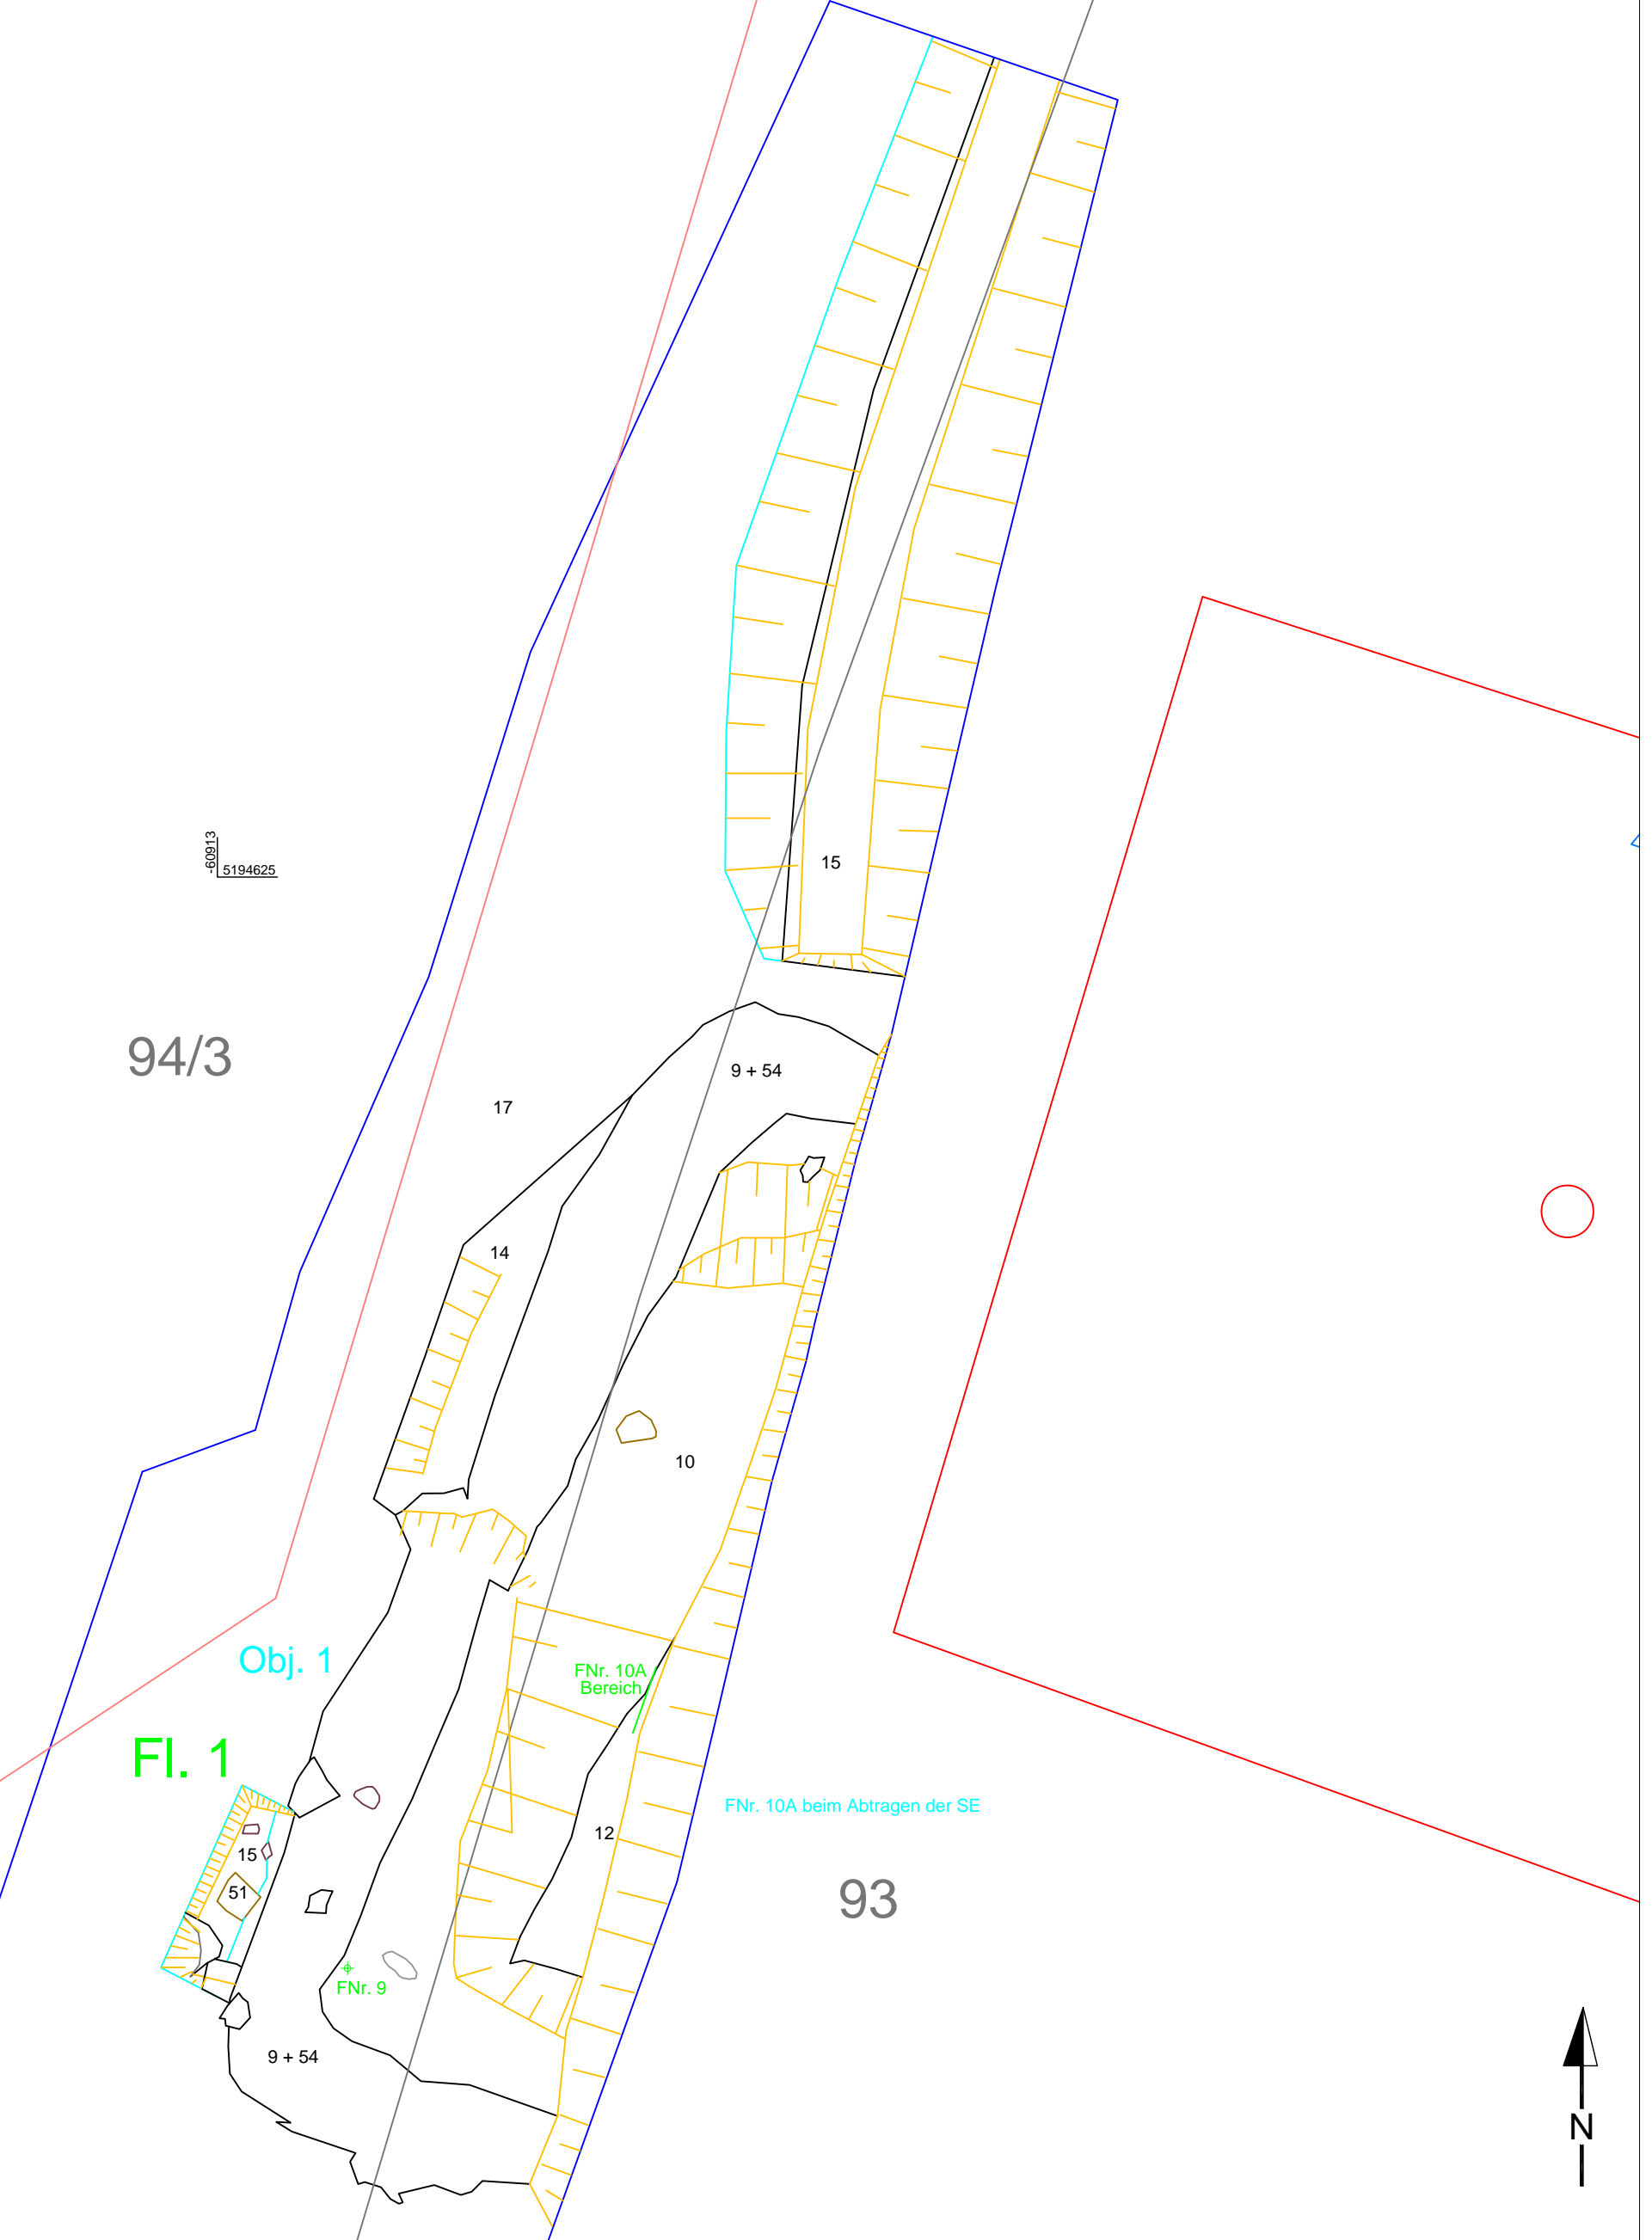 -60913
5194625
15
94/3
9 + 54
17
14
10
Obj. 1
FNr. 10A
Bereich
Fl. 1
FNr. 10A beim Abtragen der SE
12
15
51
93
FNr. 9
9 + 54
N